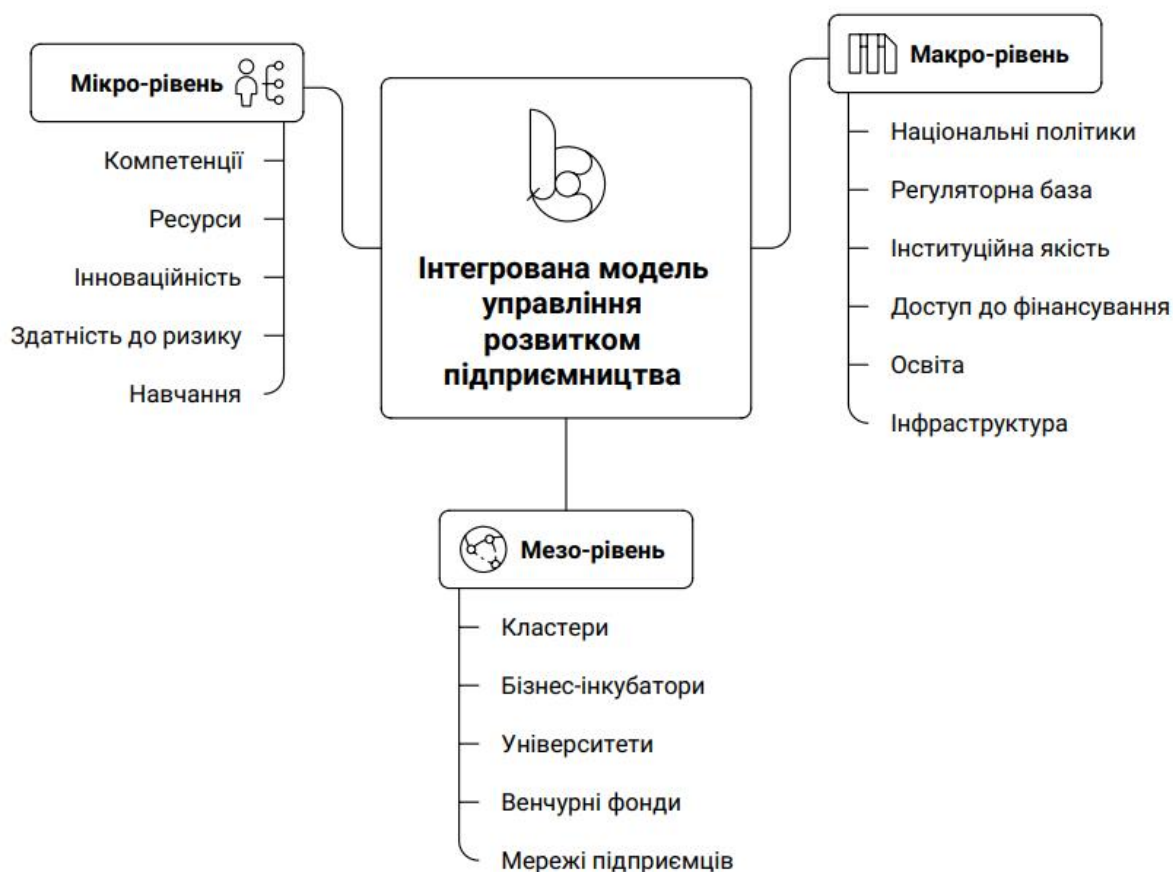 Мікро-рівень
Компетенції
Ресурси
Інноваційність
Здатність до ризику
Навчання
Інтегрована модель
управління
розвитком
підприємництва
Макро-рівень
Національні політики
Регуляторна база
Інституційна якість
Доступ до фінансування
Освіта
Інфраструктура
Мезо-рівень
Кластери
Бізнес-інкубатори
Університети
Венчурні фонди
Мережі підприємців